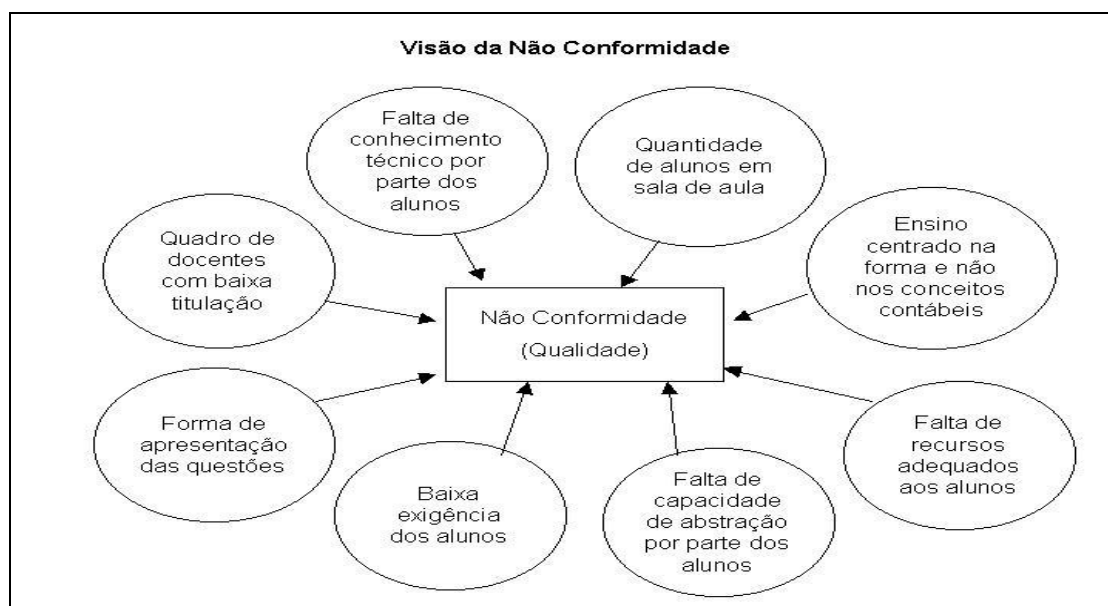 Visão da Não Conformidade
Falta de
conhecimento
técnico por
parte dos
alunos
Quantidade
de alunos em
sala de aula
Quadro de
docentes
com baixa
titulação
Ensino
centrado na
forma e não
nos conceitos
contábeis
Não Conformidade
(Qualidade)
Forma de
apresentação
das questões
Baixa
exigência
dos alunos
Falta de
capacidade
de abstração
por parte dos
alunos
Falta de
recursos
adequados
aos alunos